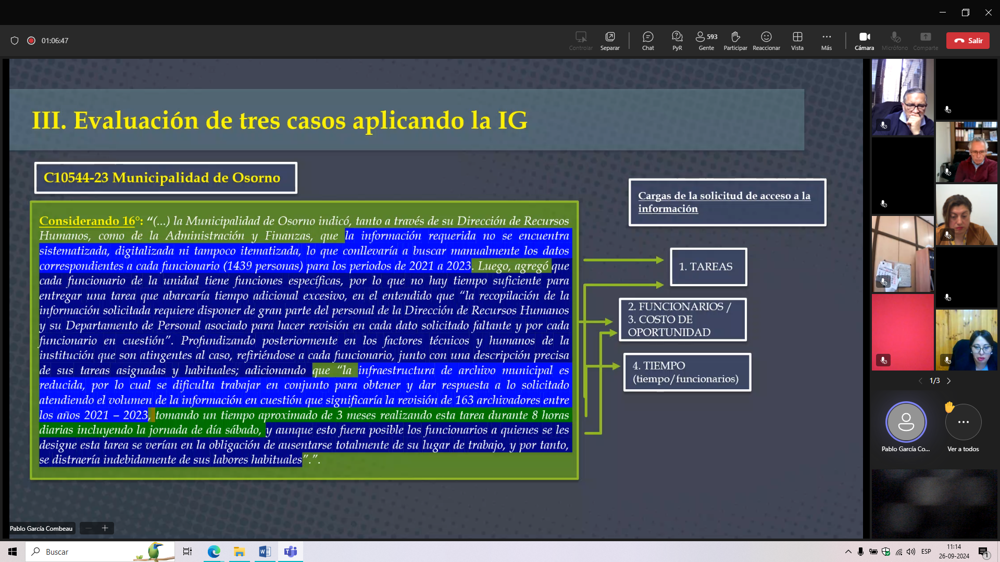 01:06:47
Controlar
Separar
Chat
PyR
593
Gente
Participar
Reaccionar
Vista
Más
Cámara
Micrófono
Comparte
Salir
III. Evaluación de tres casos aplicando la IG
C10544-23 Municipalidad de Osorno
Considerando 16°: “(...) la Municipalidad de Osorno indicó, tanto a través de su Dirección de Recursos
Humanos, como de la Administración y Finanzas, que la información requerida no se encuentra
sistematizada, digitalizada ni tampoco itematizada, lo que conllevaría a buscar manualmente los datos
correspondientes a cada funcionario (1439 personas) para los periodos de 2021 a 2023. Luego, agregó que
cada funcionario de la unidad tiene funciones específicas, por lo que no hay tiempo suficiente para
entregar una tarea que abarcaría tiempo adicional excesivo, en el entendido que “la recopilación de la
información solicitada requiere disponer de gran parte del personal de la Dirección de Recursos Humanos
y su Departamento de Personal asociado para hacer revisión en cada dato solicitado faltante y por cada
funcionario en cuestión”. Profundizando posteriormente en los factores técnicos y humanos de la
institución que son atingentes al caso, refiriéndose a cada funcionario, junto con una descripción precisa
de sus tareas asignadas y habituales; adicionando que “la infraestructura de archivo municipal es
reducida, por lo cual se dificulta trabajar en conjunto para obtener y dar respuesta a lo solicitado
atendiendo el volumen de la información en cuestión que significaría la revisión de 163 archivadores entre
los años 2021 – 2023, tomando un tiempo aproximado de 3 meses realizando esta tarea durante 8 horas
diarias incluyendo la jornada de día sábado, y aunque esto fuera posible los funcionarios a quienes se les
designe esta tarea se verían en la obligación de ausentarse totalmente de su lugar de trabajo, y por tanto,
se distraería indebidamente de sus labores habituales”.”.
Cargas de la solicitud de acceso a la
información
1. TAREAS
2. FUNCIONARIOS /
3. COSTO DE
OPORTUNIDAD
4. TIEMPO
(tiempo/funcionarios)
1/3
Pablo García Co...
Ver a todos
Pablo García Combeau
Buscar
ESP
11:14
26-09-2024
1